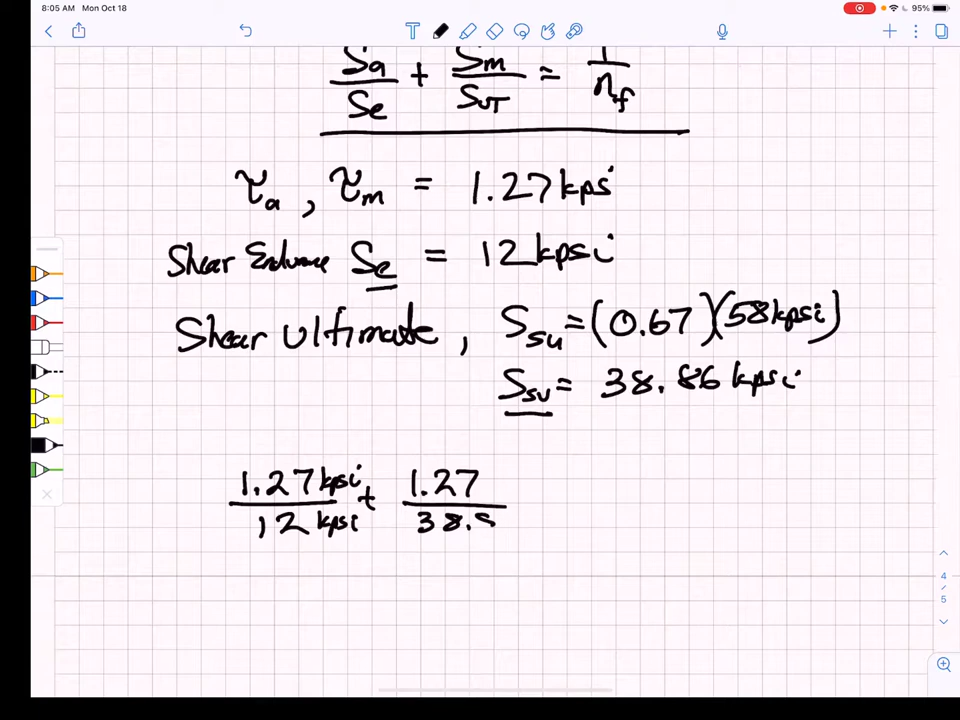 8:05 AM Mon Oct 18 95%
T
Sa/Se + Sm/SUT = 1/nf
τa, τm = 1.27 kpsi
Shear Endurance Se = 12 kpsi
Shear Ultimate, Ssu = (0.67)(58 kpsi)
Ssu = 38.86 kpsi
1.27 kpsi/12 kpsi + 1.27/38.8
4
/
5